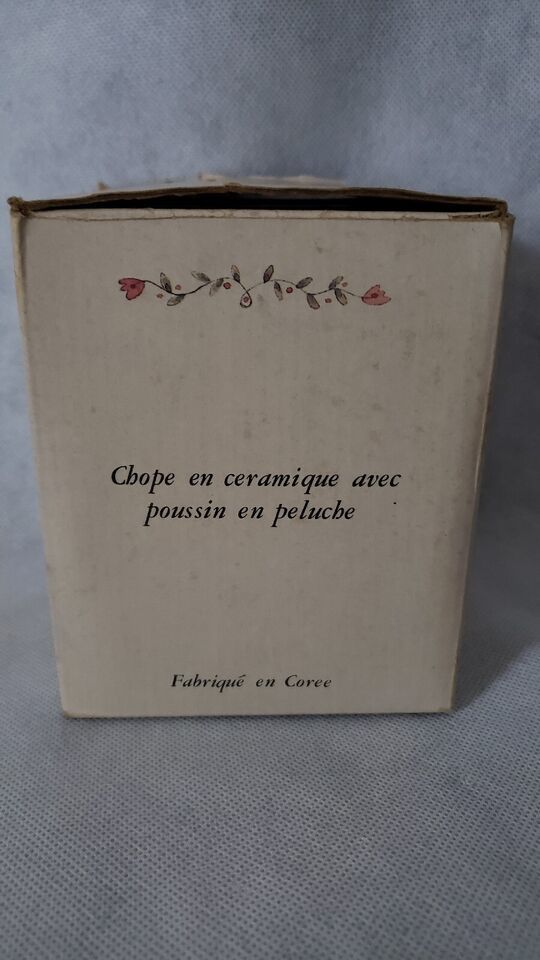 Chope en ceramique avec
poussin en peluche
Fabriqué en Coree